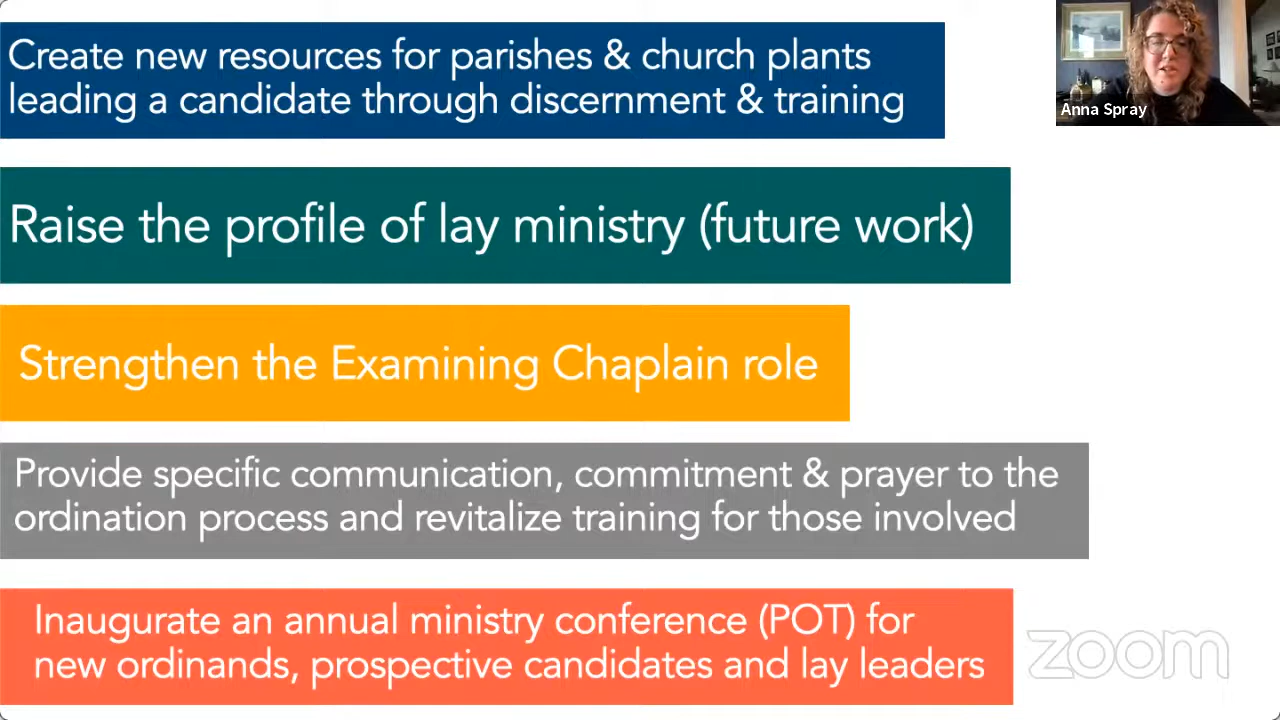 Create new resources for parishes & church plants
leading a candidate through discernment & training
Anna Spray
Raise the profile of lay ministry (future work)
Strengthen the Examining Chaplain role
Provide specific communication, commitment & prayer to the
ordination process and revitalize training for those involved
Inaugurate an annual ministry conference (POT) for
new ordinands, prospective candidates and lay leaders
zoom